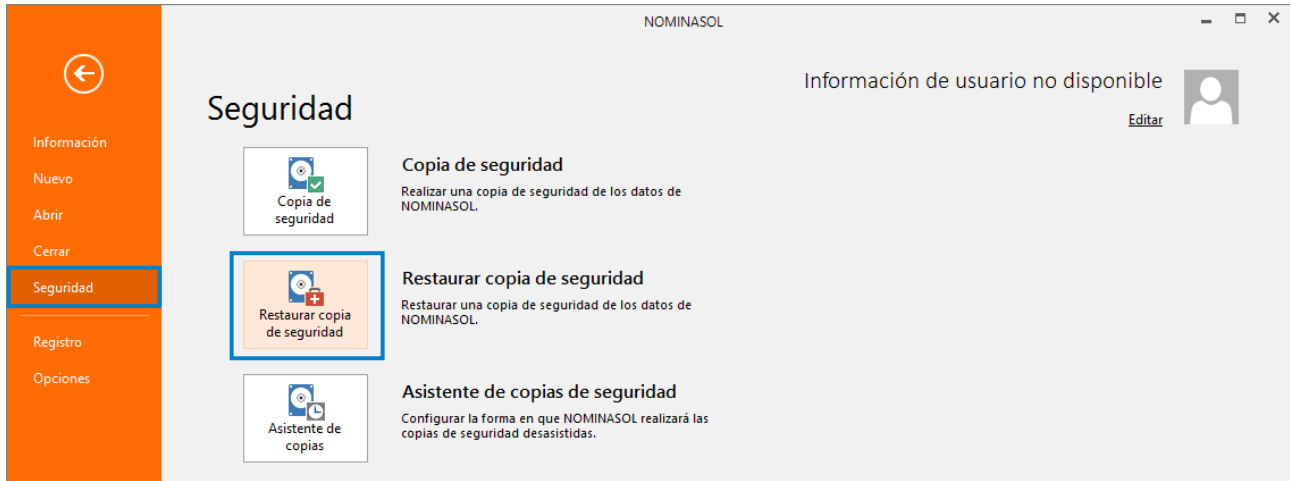 NOMINASOL
Información de usuario no disponible
Editar
Seguridad
Información
Nuevo
Abrir
Cerrar
Seguridad
Registro
Opciones
Copia de
seguridad
Copia de seguridad
Realizar una copia de seguridad de los datos de
NOMINASOL.
Restaurar copia
de seguridad
Restaurar copia de seguridad
Restaurar una copia de seguridad de los datos de
NOMINASOL.
Asistente de
copias
Asistente de copias de seguridad
Configurar la forma en que NOMINASOL realizará las
copias de seguridad desasistidas.